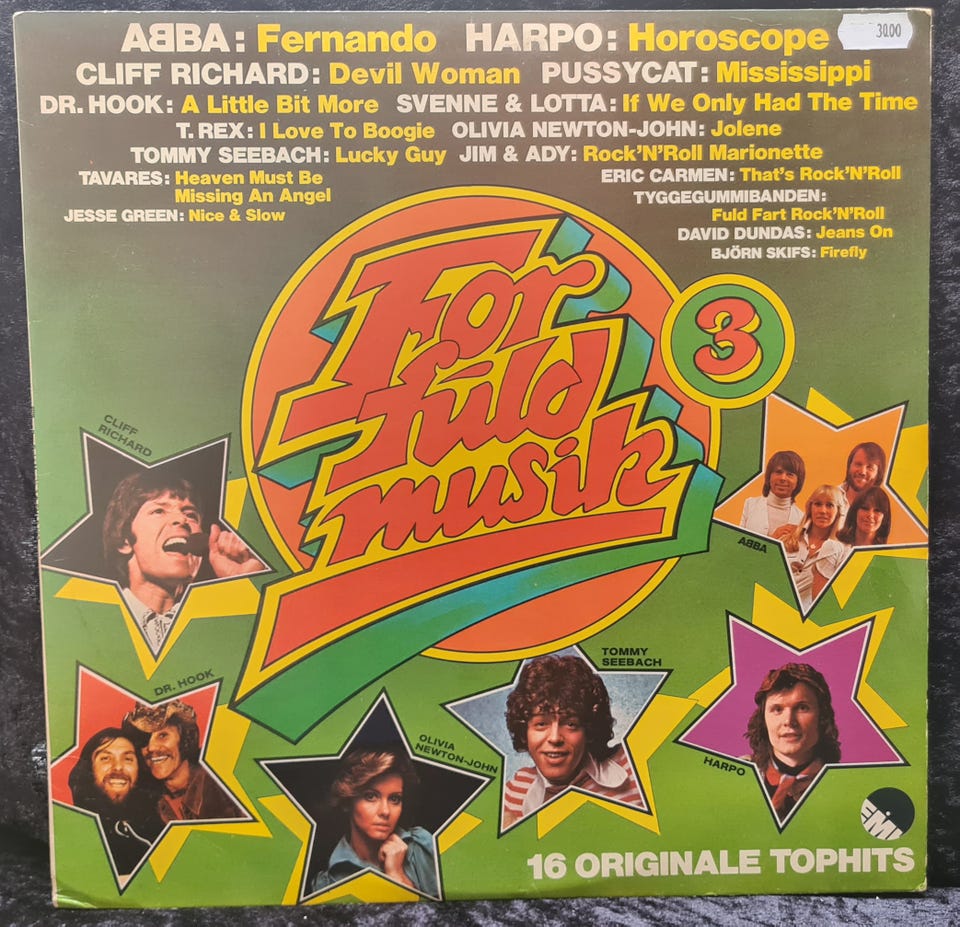 ABBA: Fernando HARPO: Horoscope
30.00
CLIFF RICHARD: Devil Woman PUSSYCAT: Mississippi
DR. HOOK: A Little Bit More SVENNE & LOTTA: If We Only Had The Time
T. REX: I Love To Boogie OLIVIA NEWTON-JOHN: Jolene
TOMMY SEEBACH: Lucky Guy JIM & ADY: Rock'N'Roll Marionette
TAVARES: Heaven Must Be
Missing An Angel
JESSE GREEN: Nice & Slow
ERIC CARMEN: That's Rock'N'Roll
TYGGEGUMMIBANDEN:
Fuld Fart Rock'N'Roll
DAVID DUNDAS: Jeans On
BJÖRN SKIFS: Firefly
For
fuld
musik
3
CLIFF
RICHARD
ABBA
DR. HOOK
OLIVIA
NEWTON-JOHN
TOMMY
SEEBACH
HARPO
EMI
16 ORIGINALE TOPHITS